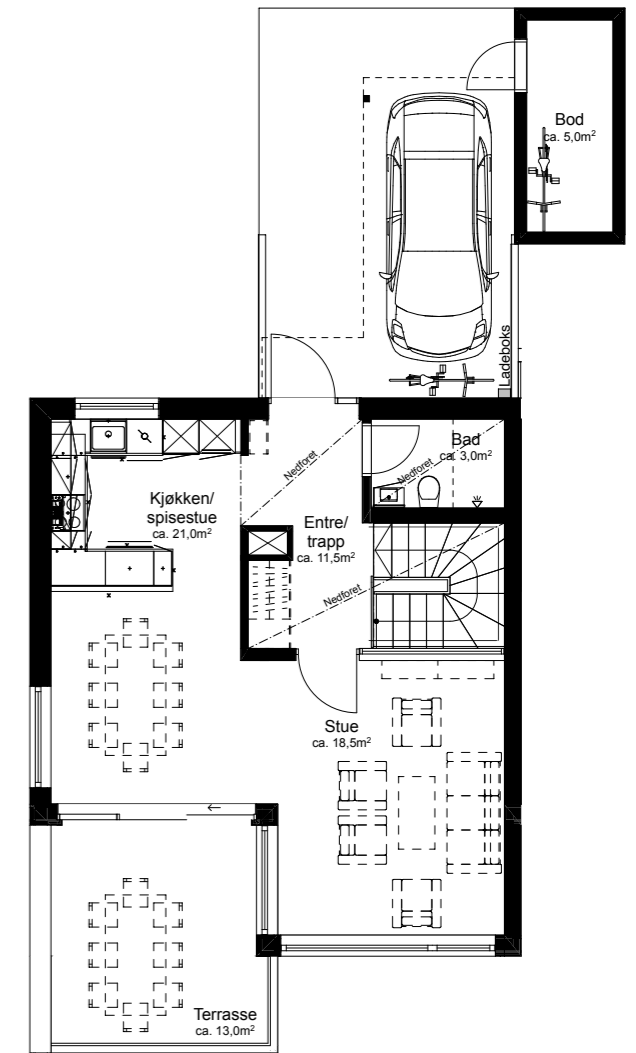 Bod
ca. 5,0m²
Ladeboks
Bad
ca. 3,0m²
Nedforet
Nedforet
Kjøkken/
spisestue
ca. 21,0m²
Entre/
trapp
ca. 11,5m²
Nedforet
Stue
ca. 18,5m²
Terrasse
ca. 13,0m²